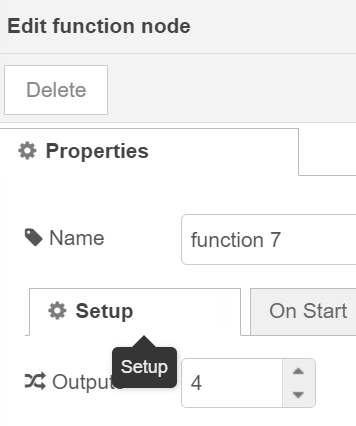 Edit function node
Delete
Properties
Name
function 7
Setup
On Start
Setup
Outputs
4